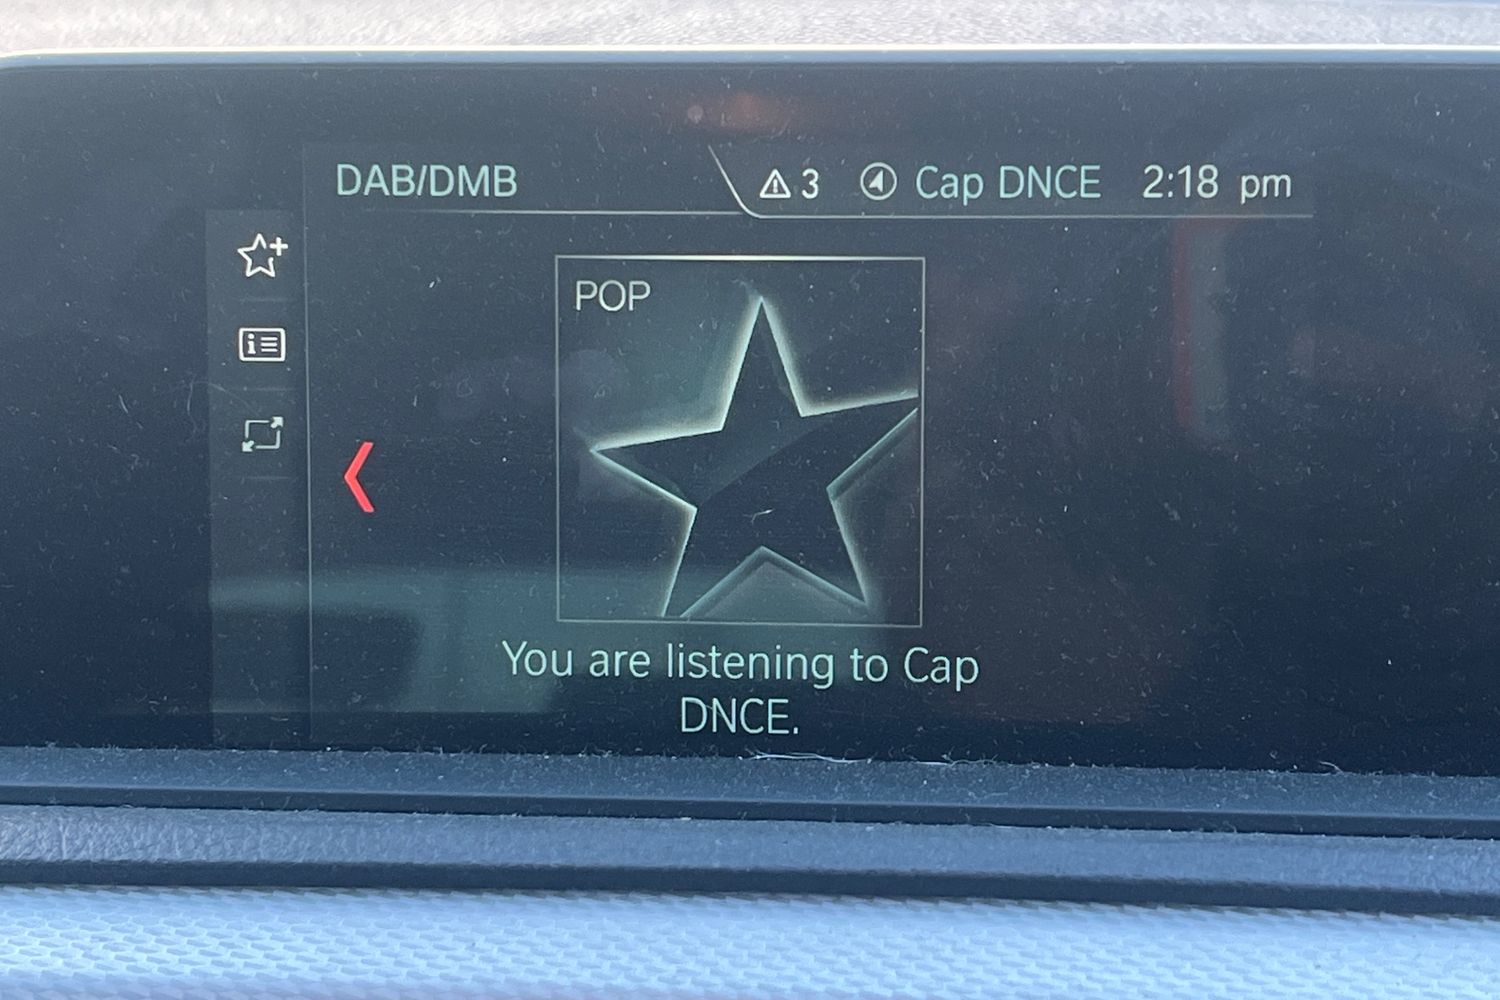 DAB/DMB
3 Cap DNCE 2:18 pm
POP
You are listening to Cap
DNCE.